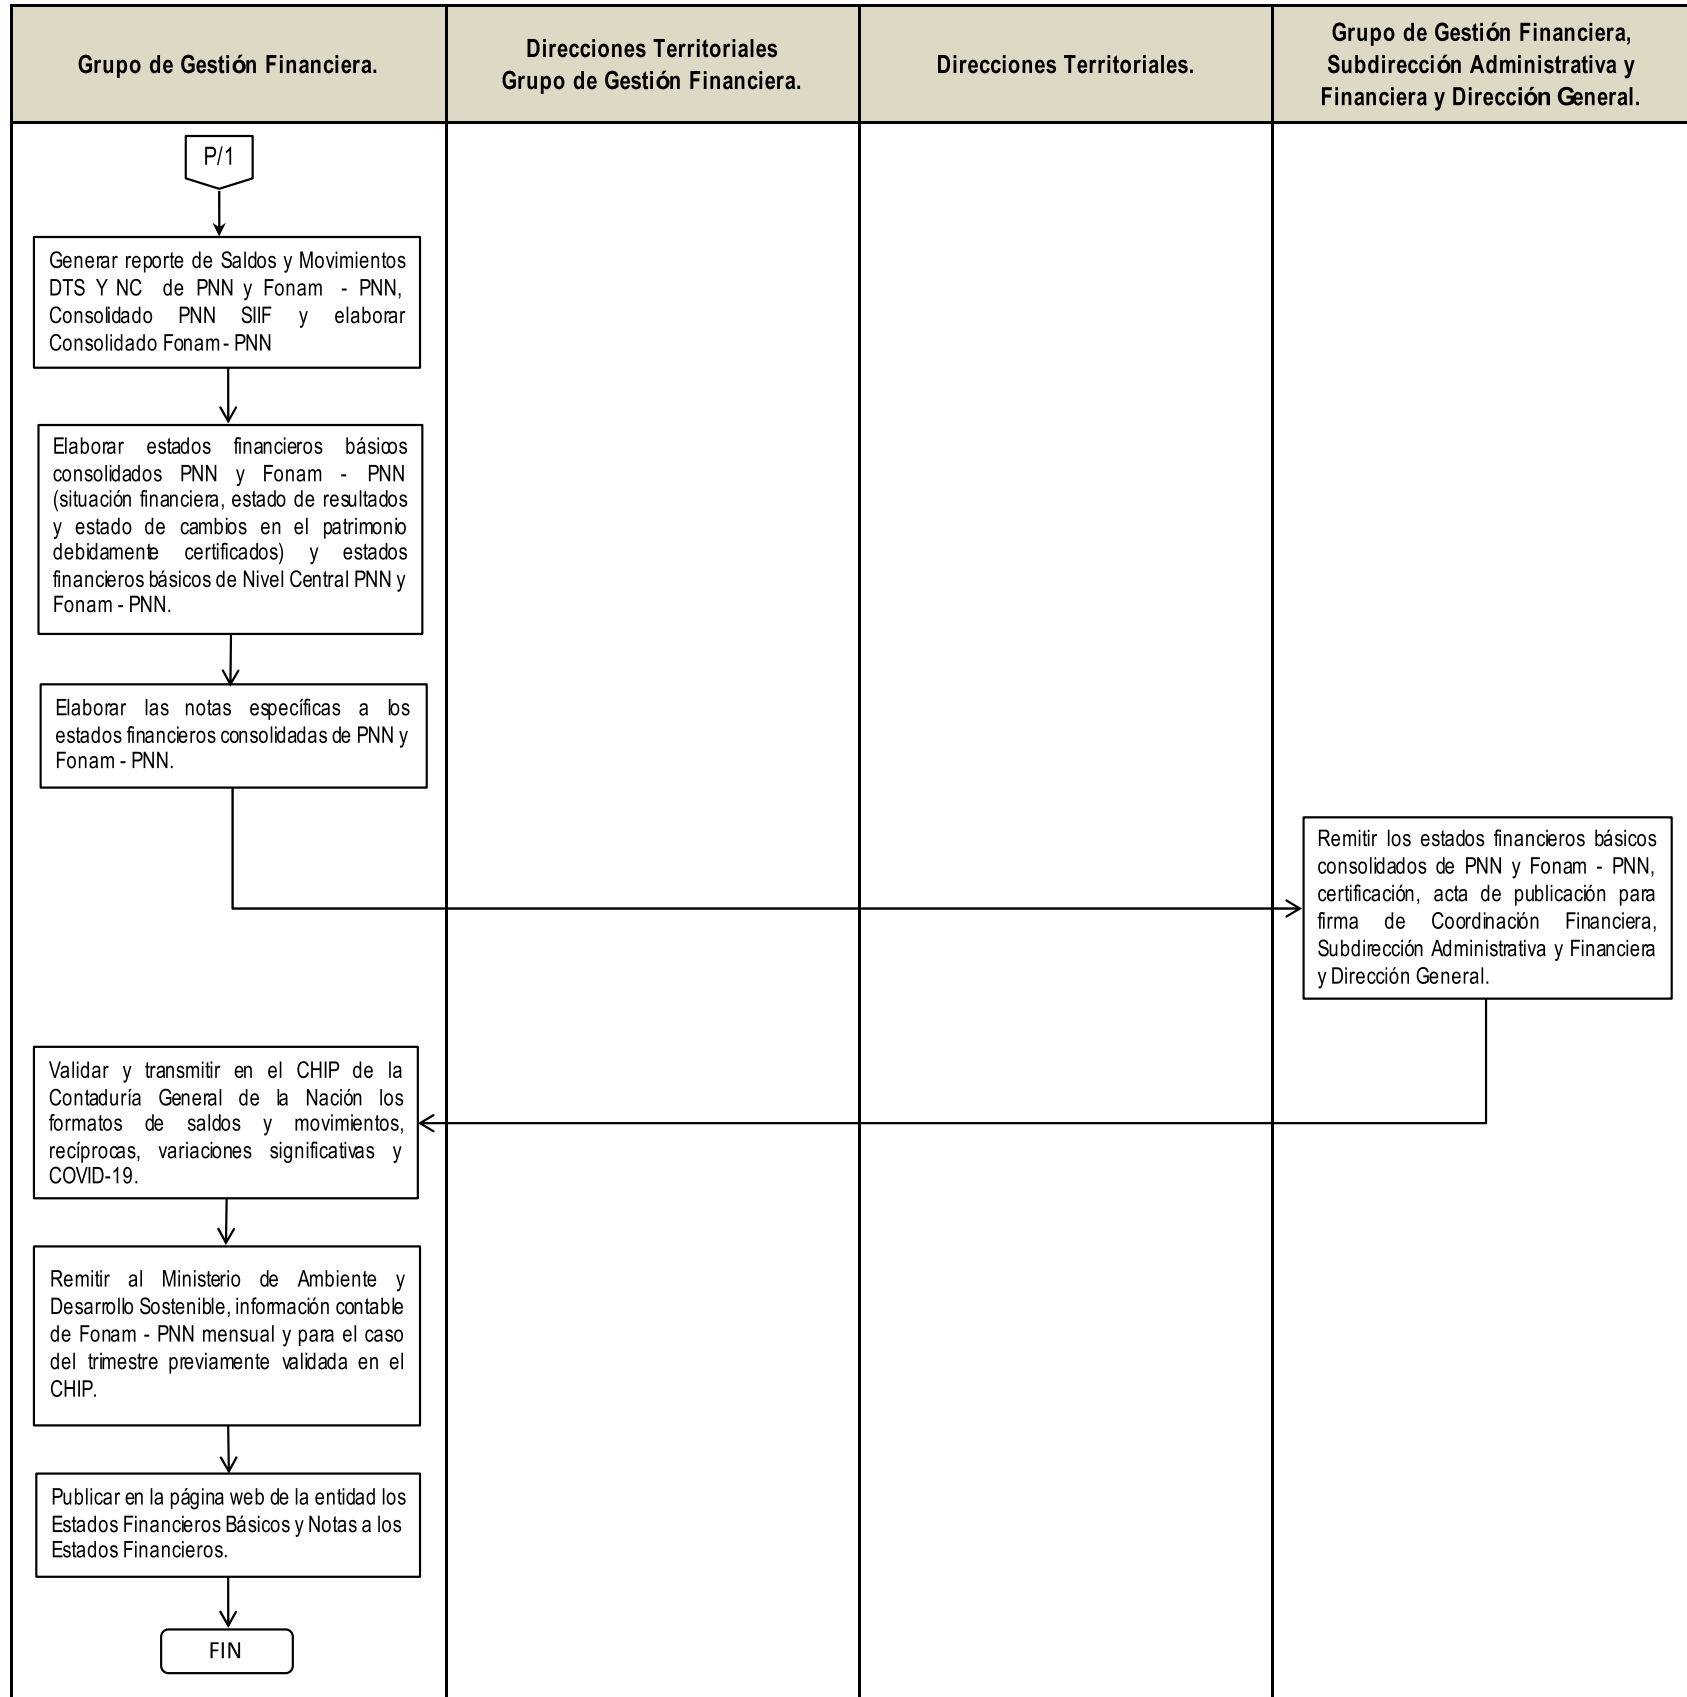 Grupo de Gestión Financiera.
Direcciones Territoriales
Grupo de Gestión Financiera.
Direcciones Territoriales.
Grupo de Gestión Financiera,
Subdirección Administrativa y
Financiera y Dirección General.
P/1
Generar reporte de Saldos y Movimientos
DTS Y NC de PNN y Fonam - PNN,
Consolidado PNN SIIF y elaborar
Consolidado Fonam - PNN
Elaborar estados financieros básicos
consolidados PNN y Fonam - PNN
(situación financiera, estado de resultados
y estado de cambios en el patrimonio
debidamente certificados) y estados
financieros básicos de Nivel Central PNN y
Fonam - PNN.
Elaborar las notas específicas a los
estados financieros consolidadas de PNN y
Fonam - PNN.
Remitir los estados financieros básicos
consolidados de PNN y Fonam - PNN,
certificación, acta de publicación para
firma de Coordinación Financiera,
Subdirección Administrativa y Financiera
y Dirección General.
Validar y transmitir en el CHIP de la
Contaduría General de la Nación los
formatos de saldos y movimientos,
recíprocas, variaciones significativas y
COVID-19.
Remitir al Ministerio de Ambiente y
Desarrollo Sostenible, información contable
de Fonam - PNN mensual y para el caso
del trimestre previamente validada en el
CHIP.
Publicar en la página web de la entidad los
Estados Financieros Básicos y Notas a los
Estados Financieros.
FIN